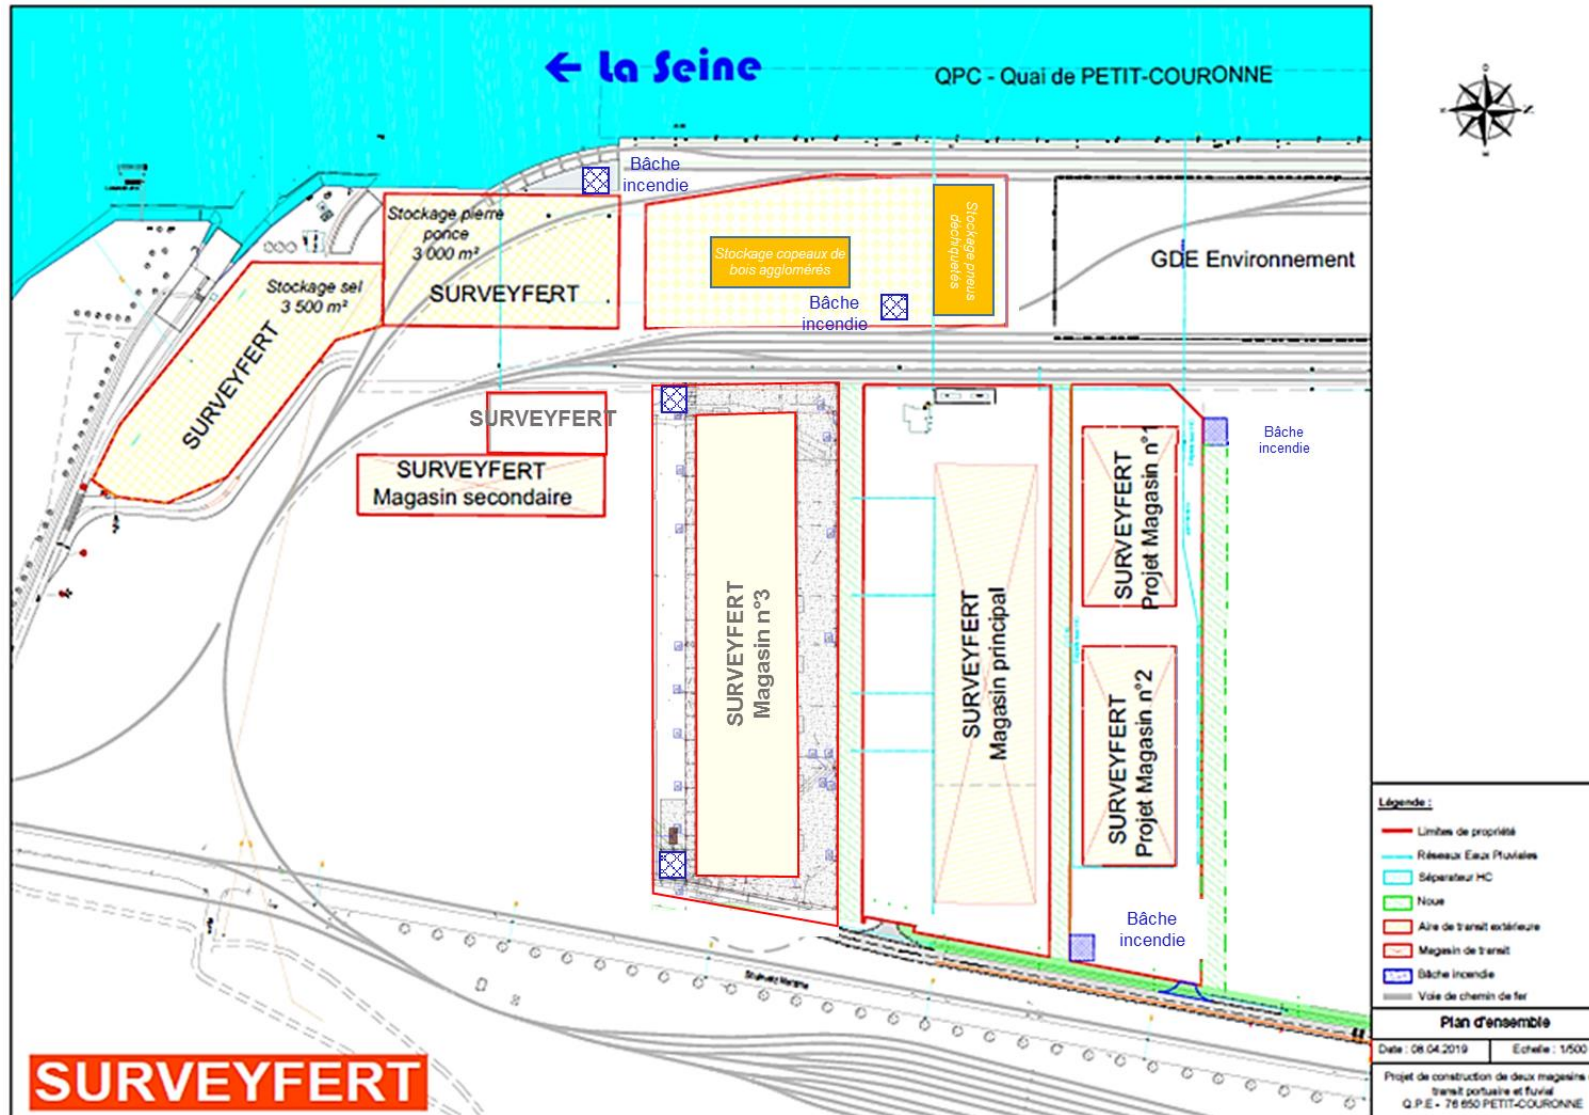 ← La Seine
QPC - Quai de PETIT-COURONNE
Bâche
incendie
Stockage pierre
ponce
3 000 m²
SURVEYFERT
Stockage sel
3 500 m²
SURVEYFERT
Stockage copeaux de
bois agglomérés
Stockage pneus
déchiquetés
Bâche
incendie
GDE Environnement
SURVEYFERT
SURVEYFERT
Magasin secondaire
SURVEYFERT
Magasin n°3
SURVEYFERT
Magasin principal
SURVEYFERT
Projet Magasin n°1
Bâche
incendie
SURVEYFERT
Projet Magasin n°2
Bâche
incendie
SURVEYFERT
Légende :
Limites de propriété
Réseaux Eaux Pluviales
Séparateur HC
Noue
Aire de transit extérieure
Magasin de transit
Bâche incendie
Voie de chemin de fer
Plan d'ensemble
Date : 08.04.2019
Echelle : 1/500
Projet de construction de deux magasins
transit portuaire et fluvial
Q.P.E - 76 650 PETIT-COURONNE